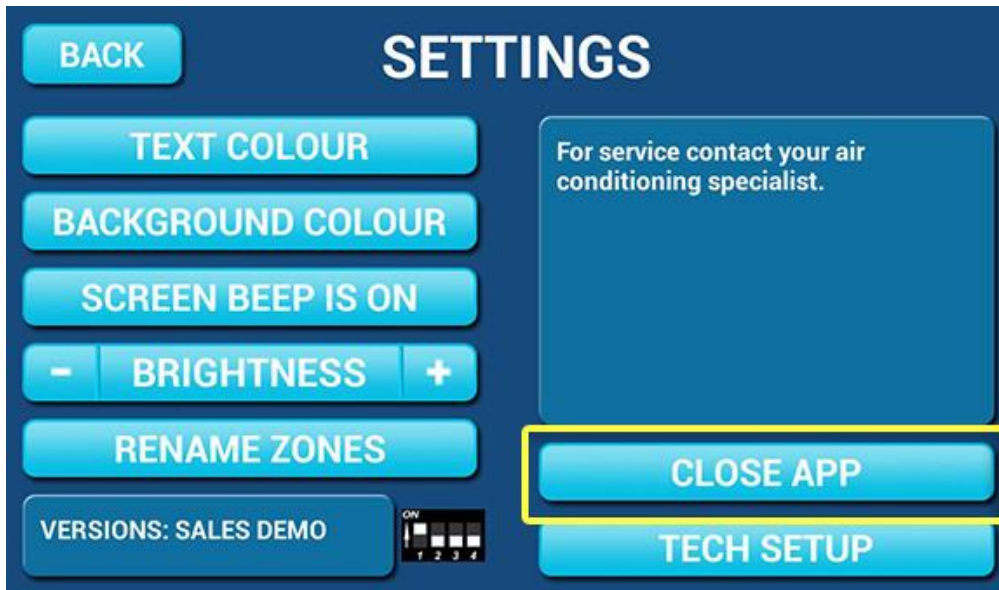 BACK
SETTINGS
TEXT COLOUR
BACKGROUND COLOUR
SCREEN BEEP IS ON
- BRIGHTNESS +
RENAME ZONES
VERSIONS: SALES DEMO
ON
1 2 3 4
For service contact your air
conditioning specialist.
CLOSE APP
TECH SETUP